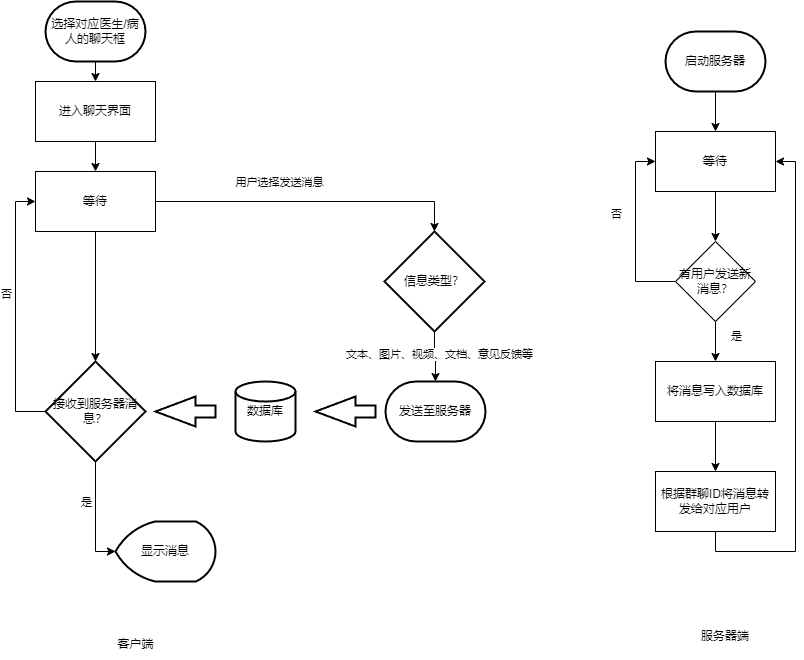 选择对应医生/病
人的聊天框
进入聊天界面
等待
用户选择发送消息
信息类型?
文本、图片、视频、文档、意见反馈等
发送至服务器
数据库
否
接收到服务器消
息?
是
显示消息
客户端
启动服务器
等待
否
有用户发送新
消息?
是
将消息写入数据库
根据群聊ID将消息转
发给对应用户
服务器端